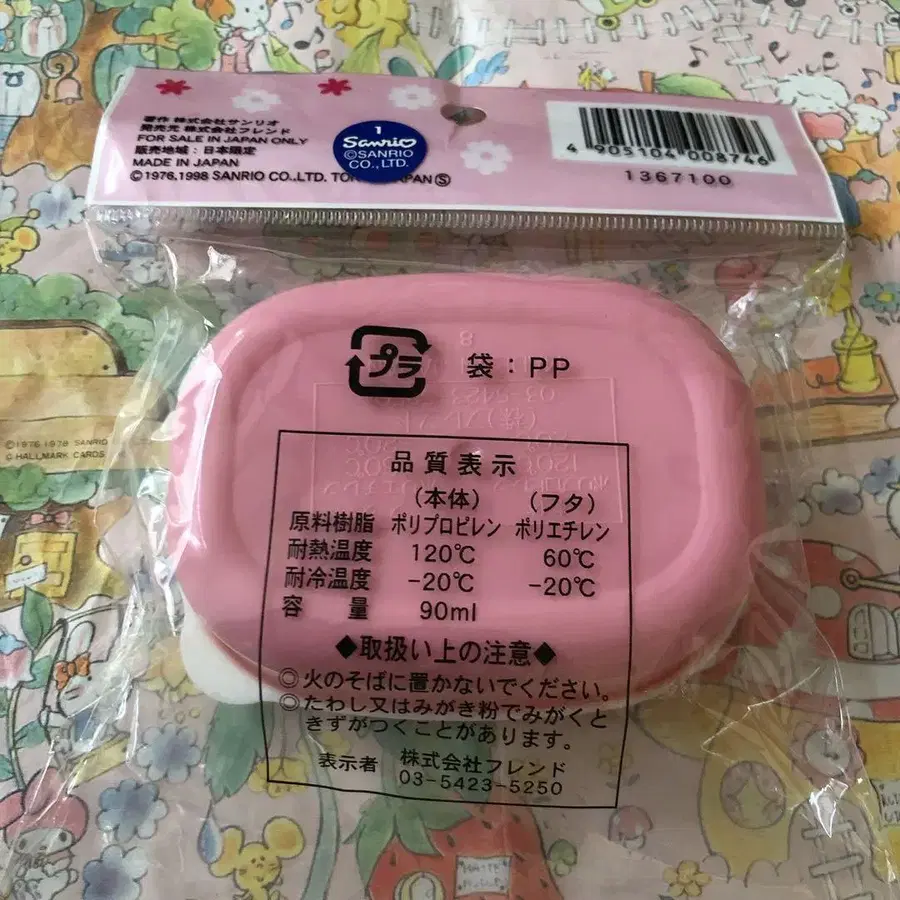 著作 株式会社サンリオ
発売元 株式会社フレンド
FOR SALE IN JAPAN ONLY
販売地域:日本限定
MADE IN JAPAN
©1976,1998 SANRIO CO.,LTD. TOKYO JAPAN Ⓢ
1
Sanrio
©SANRIO
CO.,LTD.
4 905104 008746
1367100
プラ
袋:PP
品質表示
(本体) (フタ)
原料樹脂 ポリプロピレン ポリエチレン
耐熱温度 120℃ 60℃
耐冷温度 -20℃ -20℃
容量 90ml
◆取扱い上の注意◆
◎火のそばに置かないでください。
◎たわし又はみがき粉でみがくと
きずがつくことがあります。
表示者 株式会社フレンド
03-5423-5250
©1976 1978 SANRIO
©HALLMARK CARDS